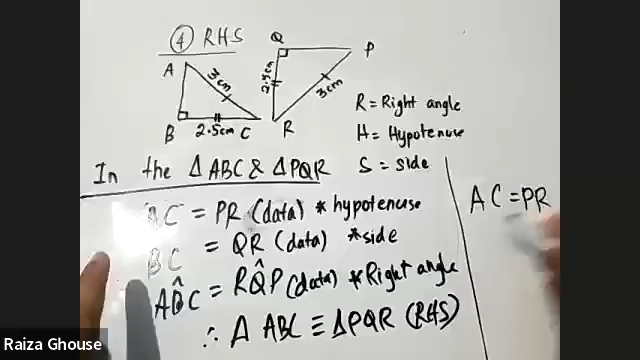 ④ RHS
A
3cm
B
2.5cm
C
Q
P
2.5cm
3cm
R
R = Right angle
H = Hypotenuse
S = side
In the △ABC & △PQR
AC = PR (data) * hypotenuse
BC = QR (data) * side
AB̂C = RQ̂P (data) * Right angle
∴ △ ABC ≡ △PQR (RHS)
AC = PR
Raiza Ghouse